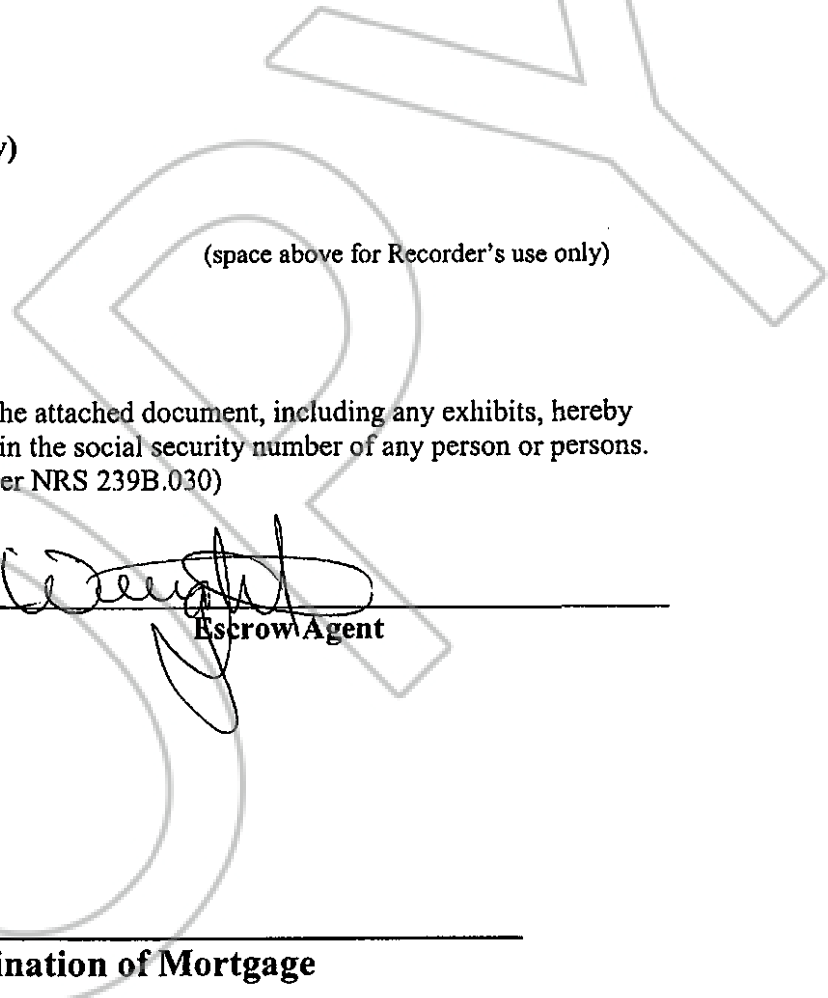 y)
(space above for Recorder's use only)
he attached document, including any exhibits, hereby
in the social security number of any person or persons.
er NRS 239B.030)
Escrow Agent
ination of Mortgage